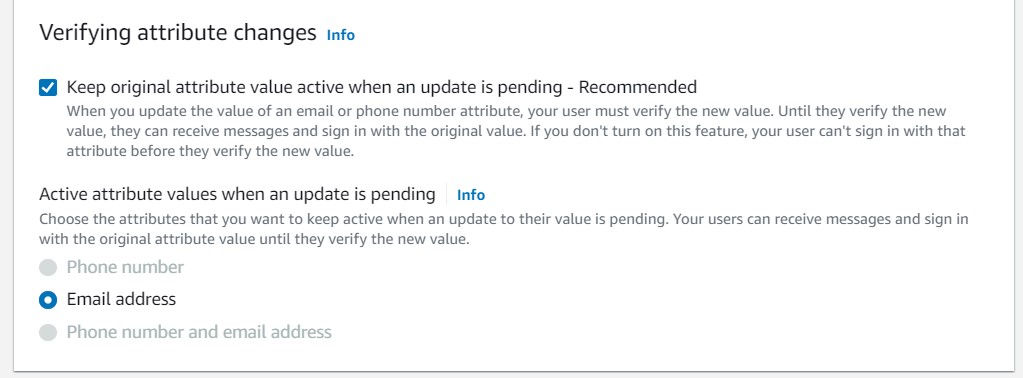 Verifying attribute changes Info
Keep original attribute value active when an update is pending - Recommended
When you update the value of an email or phone number attribute, your user must verify the new value. Until they verify the new
value, they can receive messages and sign in with the original value. If you don't turn on this feature, your user can't sign in with that
attribute before they verify the new value.
Active attribute values when an update is pending Info
Choose the attributes that you want to keep active when an update to their value is pending. Your users can receive messages and sign in
with the original attribute value until they verify the new value.
Phone number
Email address
Phone number and email address